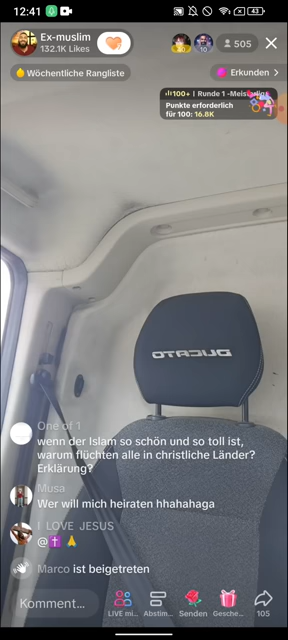 12:41
43
Ex-muslim
132.1K Likes
10
505
Wöchentliche Rangliste
Erkunden >
100+ | Runde 1 -Meisterliga
Punkte erforderlich
für 100: 16.8K
DUCATO
One of 1
wenn der Islam so schön und so toll ist,
warum flüchten alle in christliche Länder?
Erklärung?
Musa
Wer will mich heiraten hhahahaga
I LOVE JESUS
@✝️🙏
Marco ist beigetreten
Komment...
LIVE mi...
Abstim...
Senden
Gesche...
105